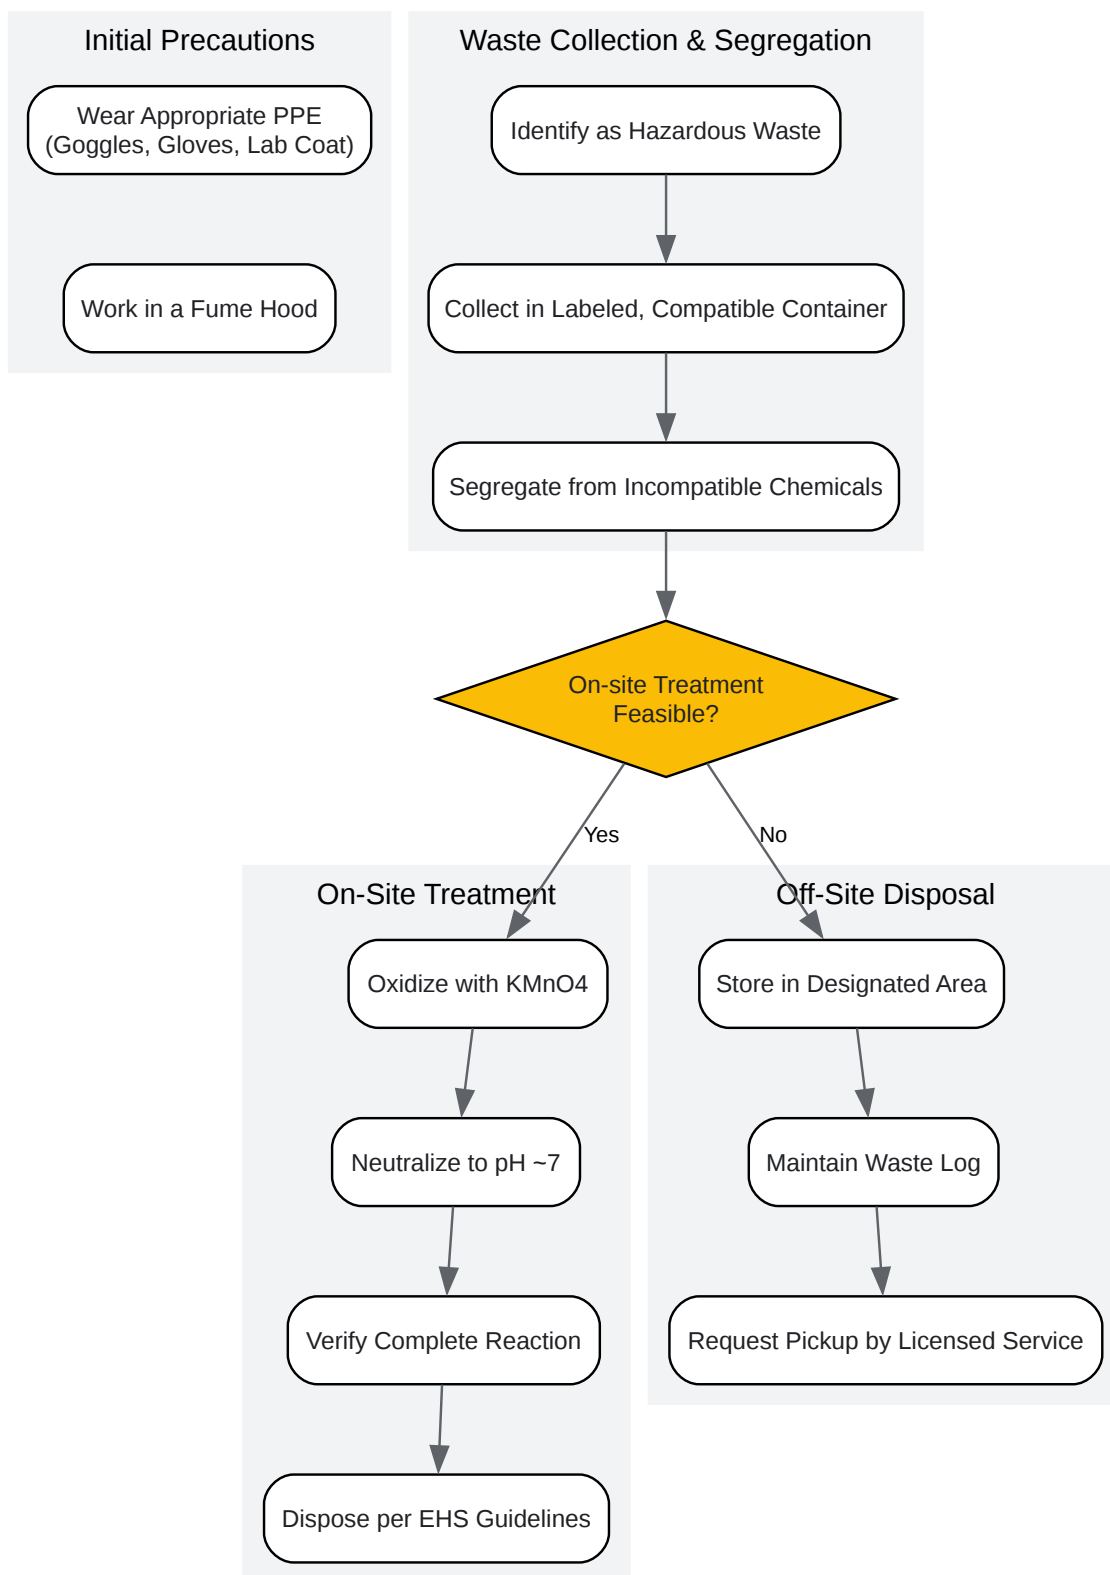 Initial Precautions
Wear Appropriate PPE
(Goggles, Gloves, Lab Coat)
Work in a Fume Hood
Waste Collection & Segregation
Identify as Hazardous Waste
Collect in Labeled, Compatible Container
Segregate from Incompatible Chemicals
On-site Treatment
Feasible?
Yes
No
On-Site Treatment
Oxidize with KMnO4
Neutralize to pH ~7
Verify Complete Reaction
Dispose per EHS Guidelines
Off-Site Disposal
Store in Designated Area
Maintain Waste Log
Request Pickup by Licensed Service